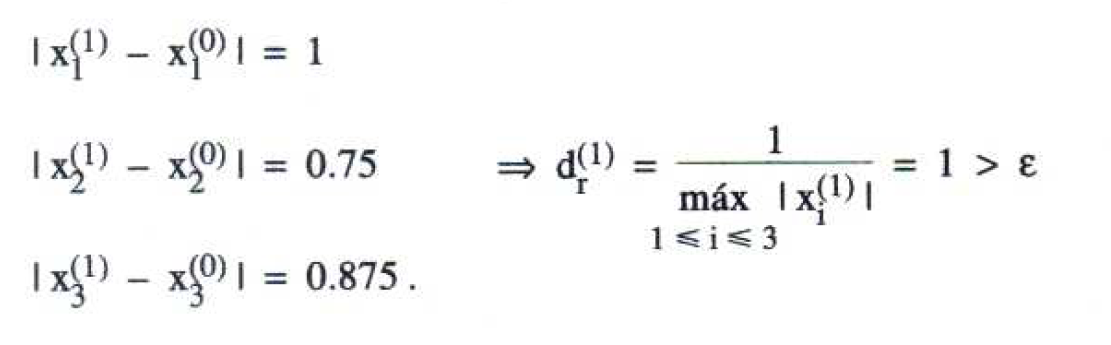 | x₁⁽¹⁾ − x₁⁽⁰⁾ | = 1
| x₂⁽¹⁾ − x₂⁽⁰⁾ | = 0.75 ⇒ dᵣ⁽¹⁾ = 1 / máx | xᵢ⁽¹⁾ | = 1 > ε
1 ⩽ i ⩽ 3
| x₃⁽¹⁾ − x₃⁽⁰⁾ | = 0.875 .